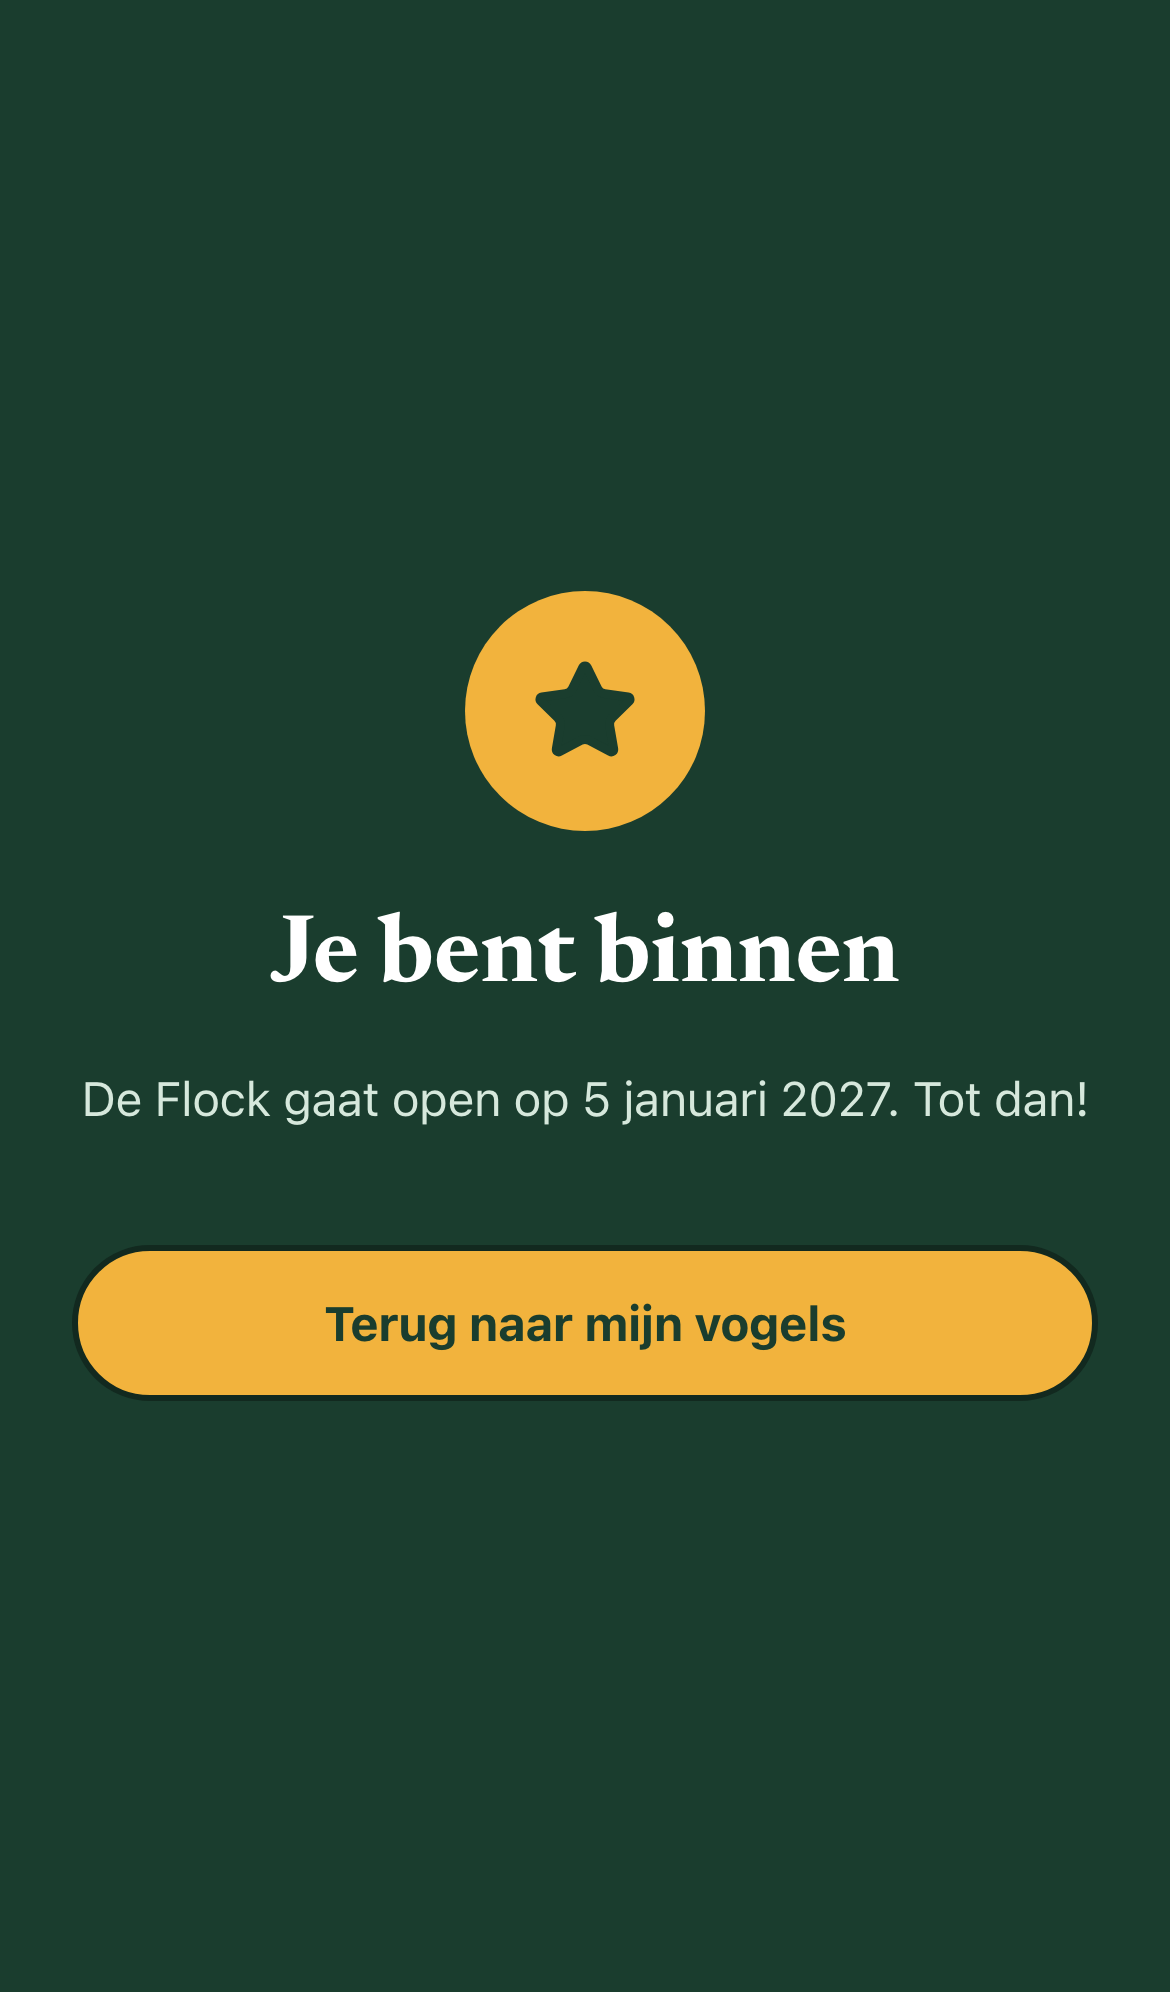 Je bent binnen
De Flock gaat open op 5 januari 2027. Tot dan!
Terug naar mijn vogels